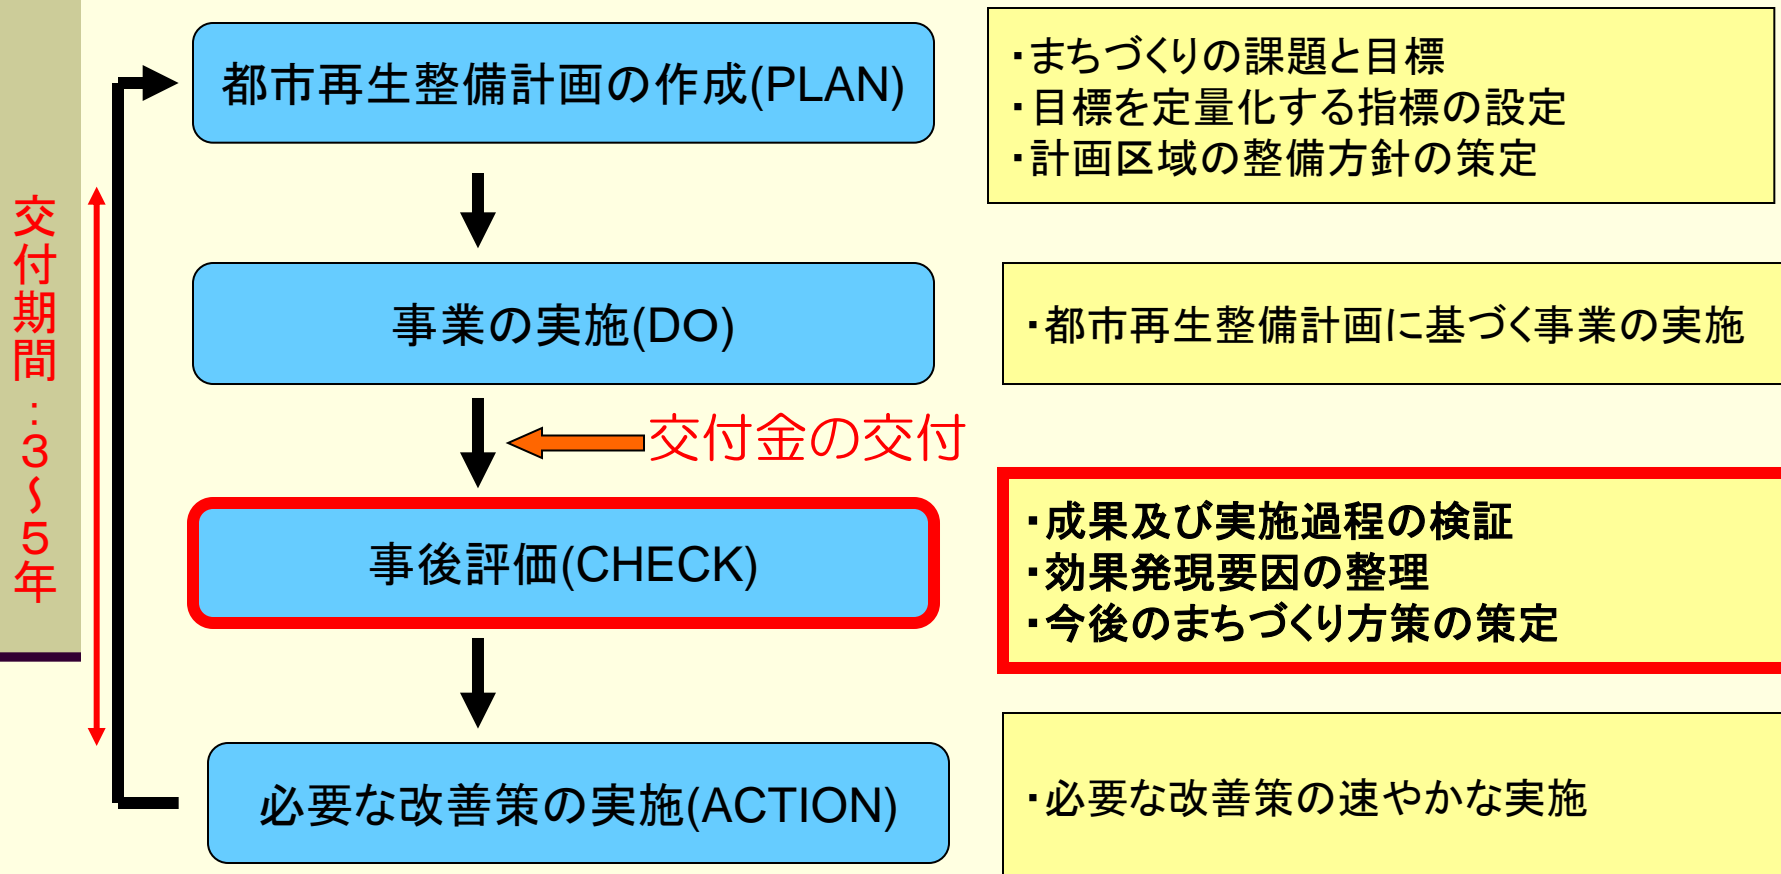 都市再生整備計画の作成(PLAN)
・まちづくりの課題と目標
・目標を定量化する指標の設定
・計画区域の整備方針の策定
交付期間：３～５年
事業の実施(DO)
・都市再生整備計画に基づく事業の実施
交付金の交付
事後評価(CHECK)
・成果及び実施過程の検証
・効果発現要因の整理
・今後のまちづくり方策の策定
必要な改善策の実施(ACTION)
・必要な改善策の速やかな実施